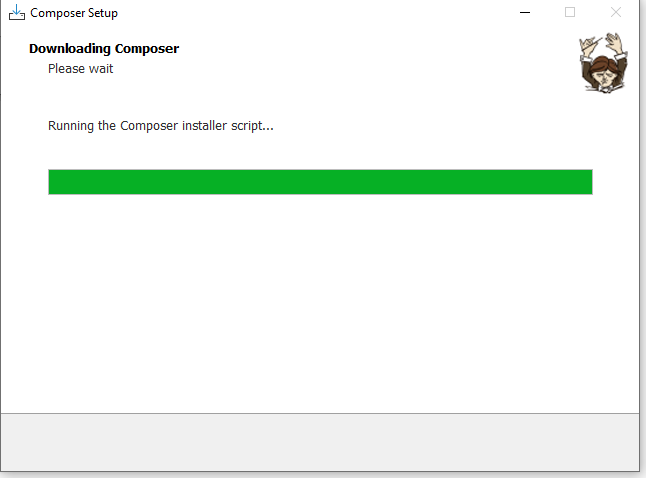 Composer Setup
Downloading Composer
Please wait
Running the Composer installer script...